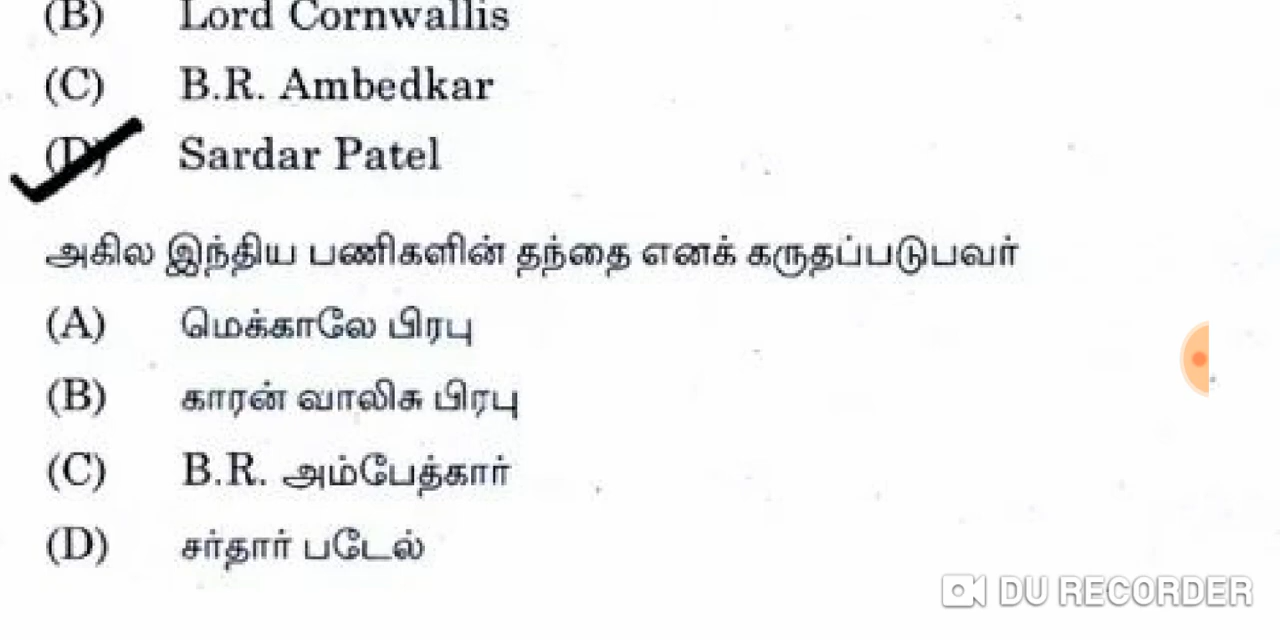 (B) Lord Cornwallis
(C) B.R. Ambedkar
(D) Sardar Patel
அகில இந்திய பணிகளின் தந்தை எனக் கருதப்படுபவர்
(A) மெக்காலே பிரபு
(B) காரன் வாலிசு பிரபு
(C) B.R. அம்பேத்கார்
(D) சர்தார் படேல்
DU RECORDER